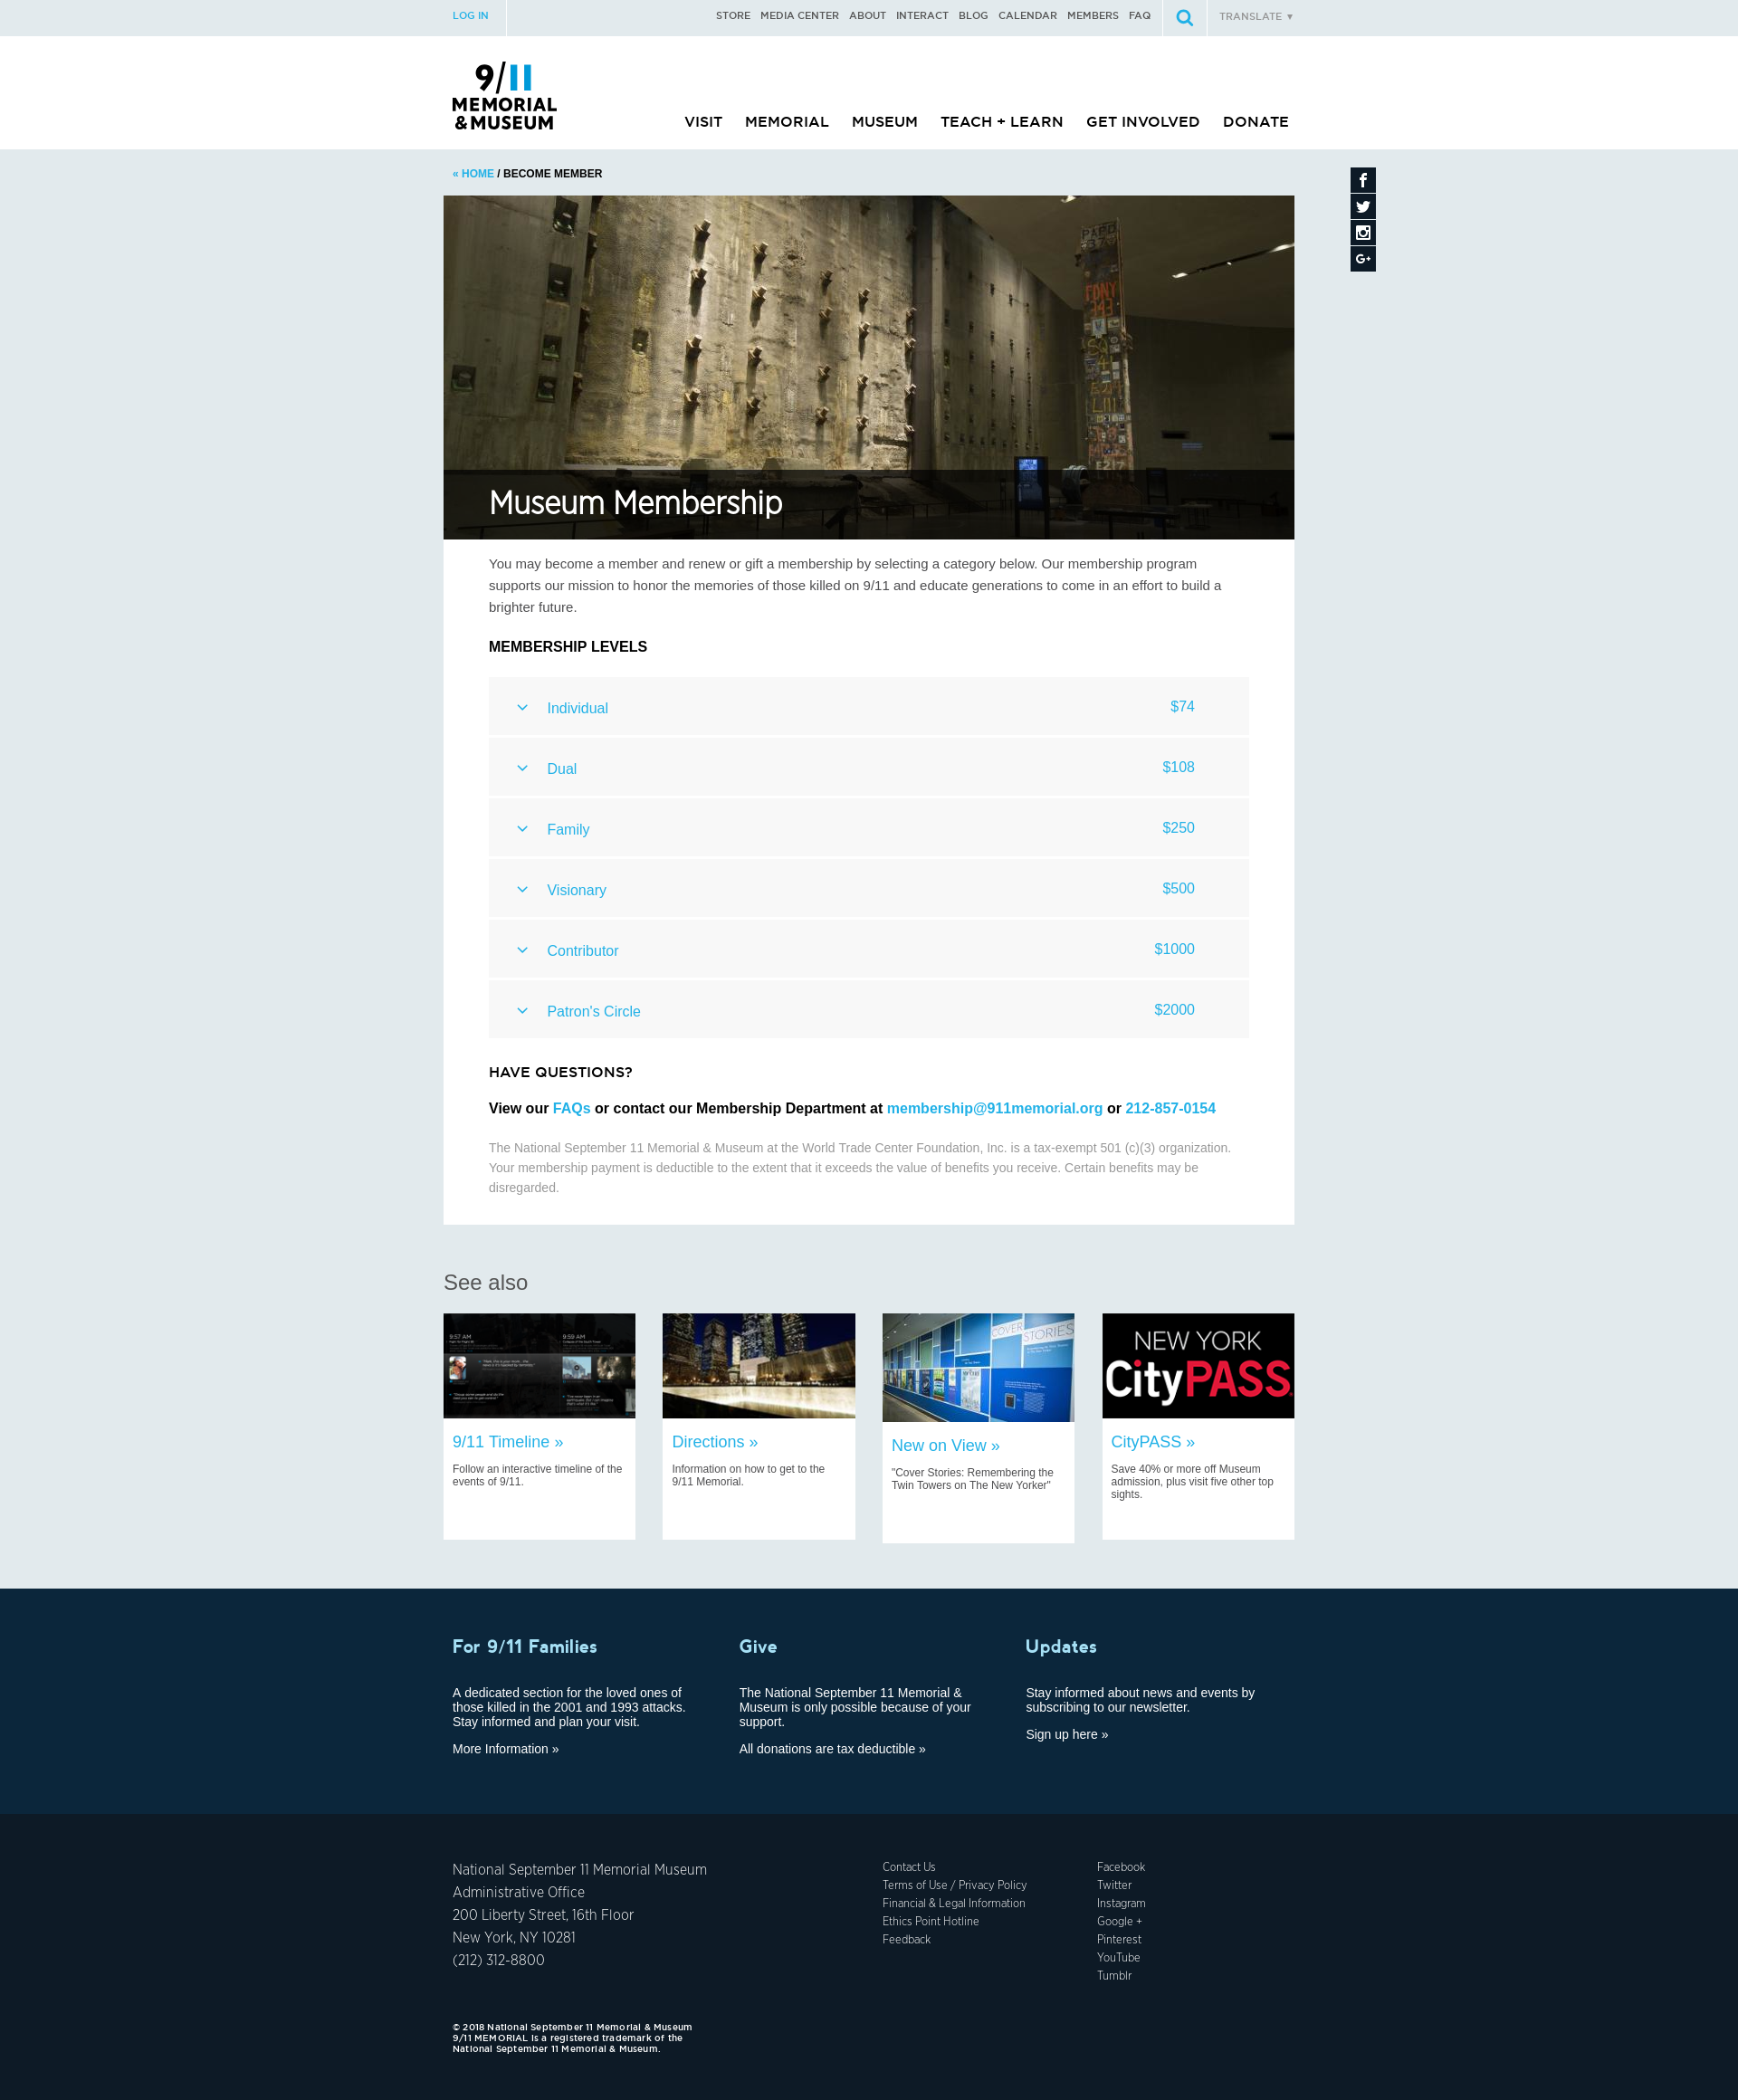 LOG IN
STORE MEDIA CENTER ABOUT INTERACT BLOG CALENDAR MEMBERS FAQ
TRANSLATE ▼
9/11
MEMORIAL
& MUSEUM
VISIT MEMORIAL MUSEUM TEACH + LEARN GET INVOLVED DONATE
« HOME / BECOME MEMBER
PAPD
37
FDNY
343
Museum Membership
You may become a member and renew or gift a membership by selecting a category below. Our membership program
supports our mission to honor the memories of those killed on 9/11 and educate generations to come in an effort to build a
brighter future.
MEMBERSHIP LEVELS
Individual $74
Dual $108
Family $250
Visionary $500
Contributor $1000
Patron's Circle $2000
HAVE QUESTIONS?
View our FAQs or contact our Membership Department at membership@911memorial.org or 212-857-0154
The National September 11 Memorial & Museum at the World Trade Center Foundation, Inc. is a tax-exempt 501 (c)(3) organization.
Your membership payment is deductible to the extent that it exceeds the value of benefits you receive. Certain benefits may be
disregarded.
See also
9:57 AM
9:59 AM
COVER STORIES
NEW YORK
CityPASS
9/11 Timeline »
Follow an interactive timeline of the
events of 9/11.
Directions »
Information on how to get to the
9/11 Memorial.
New on View »
"Cover Stories: Remembering the
Twin Towers on The New Yorker"
CityPASS »
Save 40% or more off Museum
admission, plus visit five other top
sights.
For 9/11 Families
A dedicated section for the loved ones of
those killed in the 2001 and 1993 attacks.
Stay informed and plan your visit.
More Information »
Give
The National September 11 Memorial &
Museum is only possible because of your
support.
All donations are tax deductible »
Updates
Stay informed about news and events by
subscribing to our newsletter.
Sign up here »
National September 11 Memorial Museum
Administrative Office
200 Liberty Street, 16th Floor
New York, NY 10281
(212) 312-8800
Contact Us
Terms of Use / Privacy Policy
Financial & Legal Information
Ethics Point Hotline
Feedback
Facebook
Twitter
Instagram
Google +
Pinterest
YouTube
Tumblr
© 2018 National September 11 Memorial & Museum
9/11 MEMORIAL is a registered trademark of the
National September 11 Memorial & Museum.